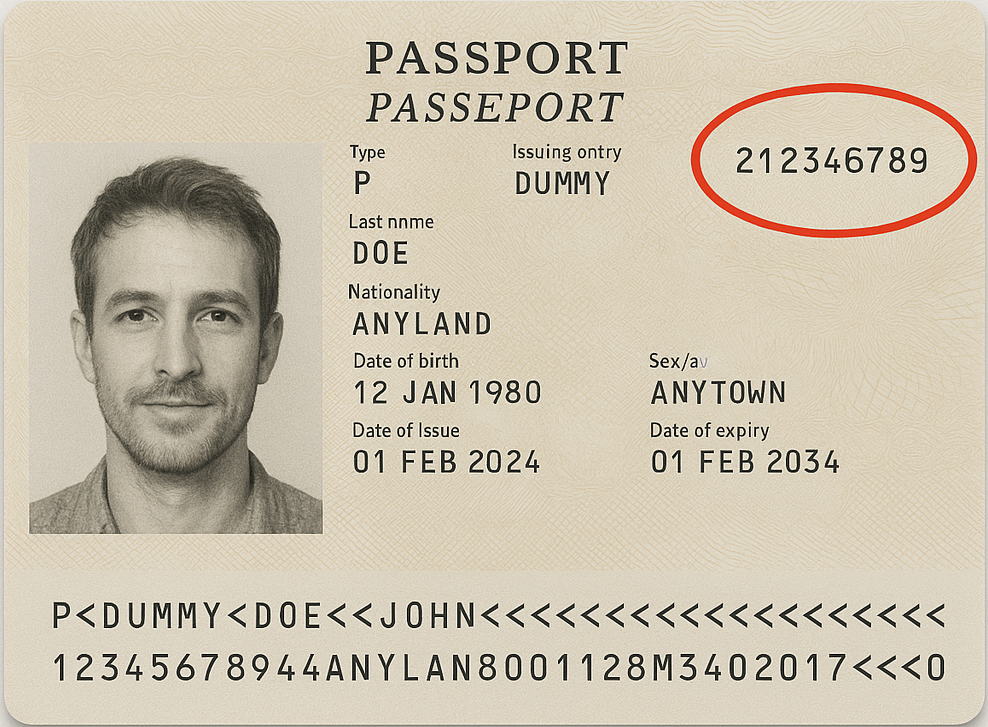 PASSPORT
PASSEPORT
Type
Issuing ontry
212346789
P
DUMMY
Last nnme
DOE
Nationality
ANYLAND
Date of birth
Sex/av
12 JAN 1980
ANYTOWN
Date of Issue
Date of expiry
01 FEB 2024
01 FEB 2034
P<DUMMY<DOE<<JOHN<<<<<<<<<<<<<<<<<<<
12345678944ANYLAN8001128M3402017<<<0